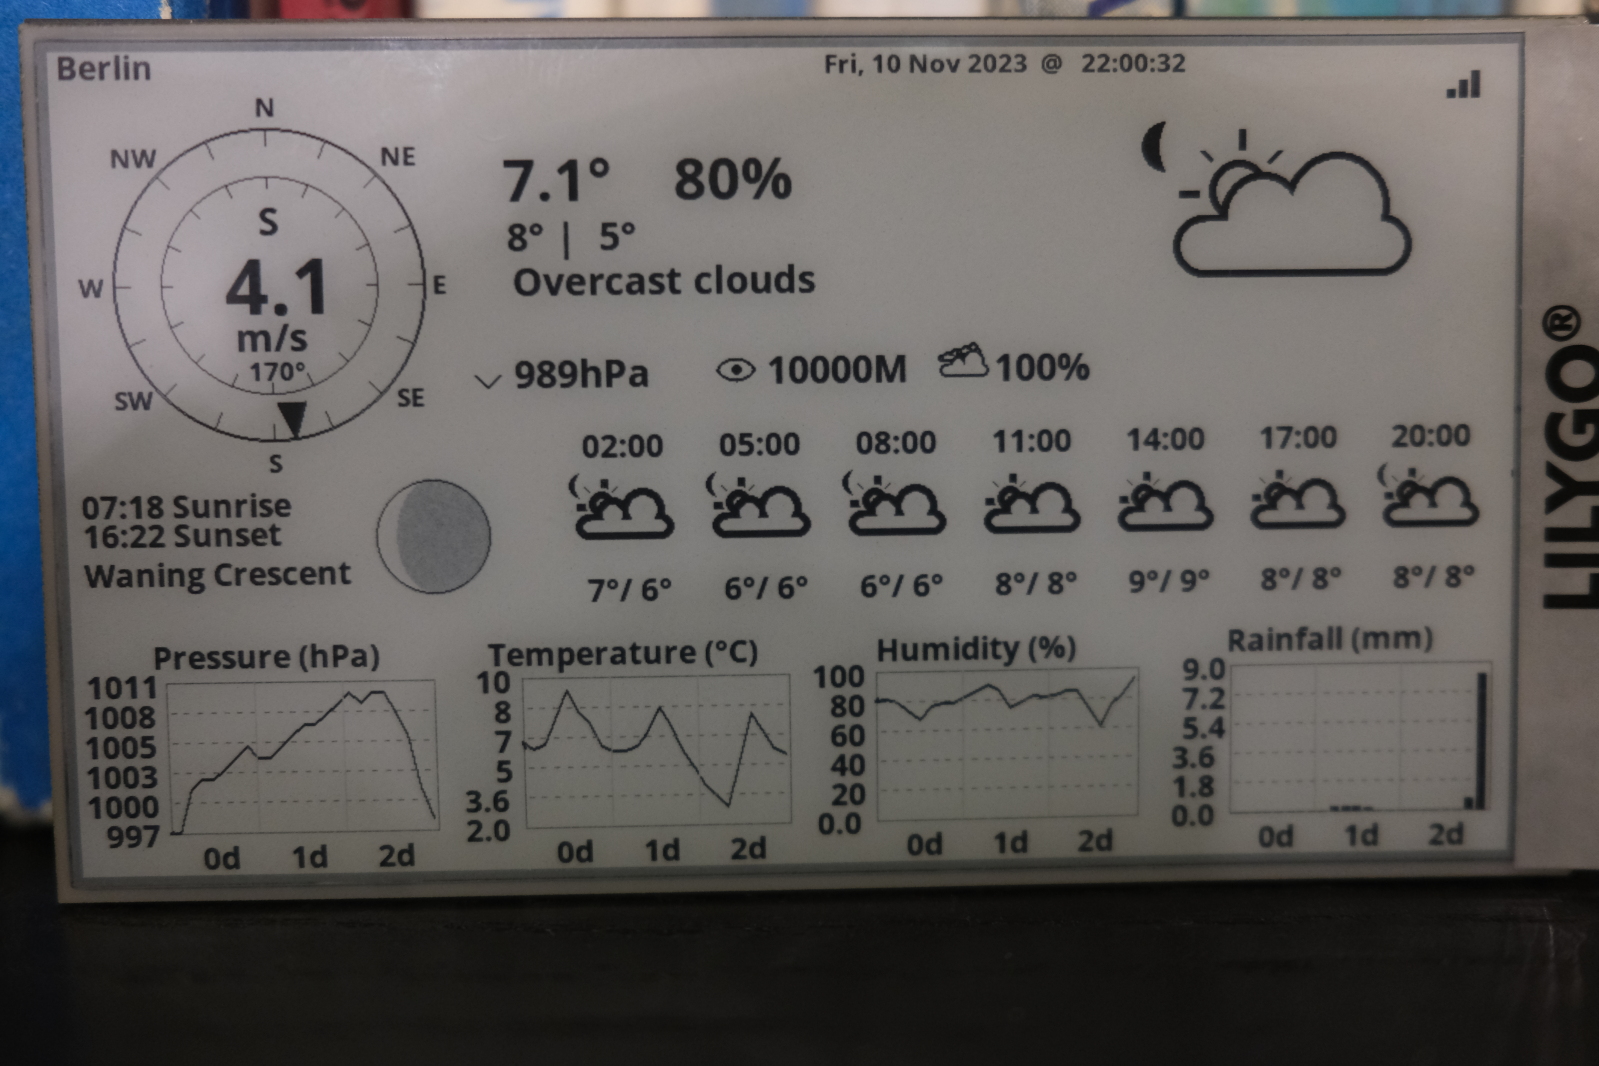 Berlin
Fri, 10 Nov 2023 @ 22:00:32
N
NW
NE
W
E
SW
SE
S
S
4.1
m/s
170°
7.1° 80%
8° | 5°
Overcast clouds
989hPa 10000M 100%
02:00 05:00 08:00 11:00 14:00 17:00 20:00
7°/ 6° 6°/ 6° 6°/ 6° 8°/ 8° 9°/ 9° 8°/ 8° 8°/ 8°
07:18 Sunrise
16:22 Sunset
Waning Crescent
Pressure (hPa)
1011
1008
1005
1003
1000
997
0d 1d 2d
Temperature (°C)
10
8
7
5
3.6
2.0
0d 1d 2d
Humidity (%)
100
80
60
40
20
0.0
0d 1d 2d
Rainfall (mm)
9.0
7.2
5.4
3.6
1.8
0.0
0d 1d 2d
LILYGO®